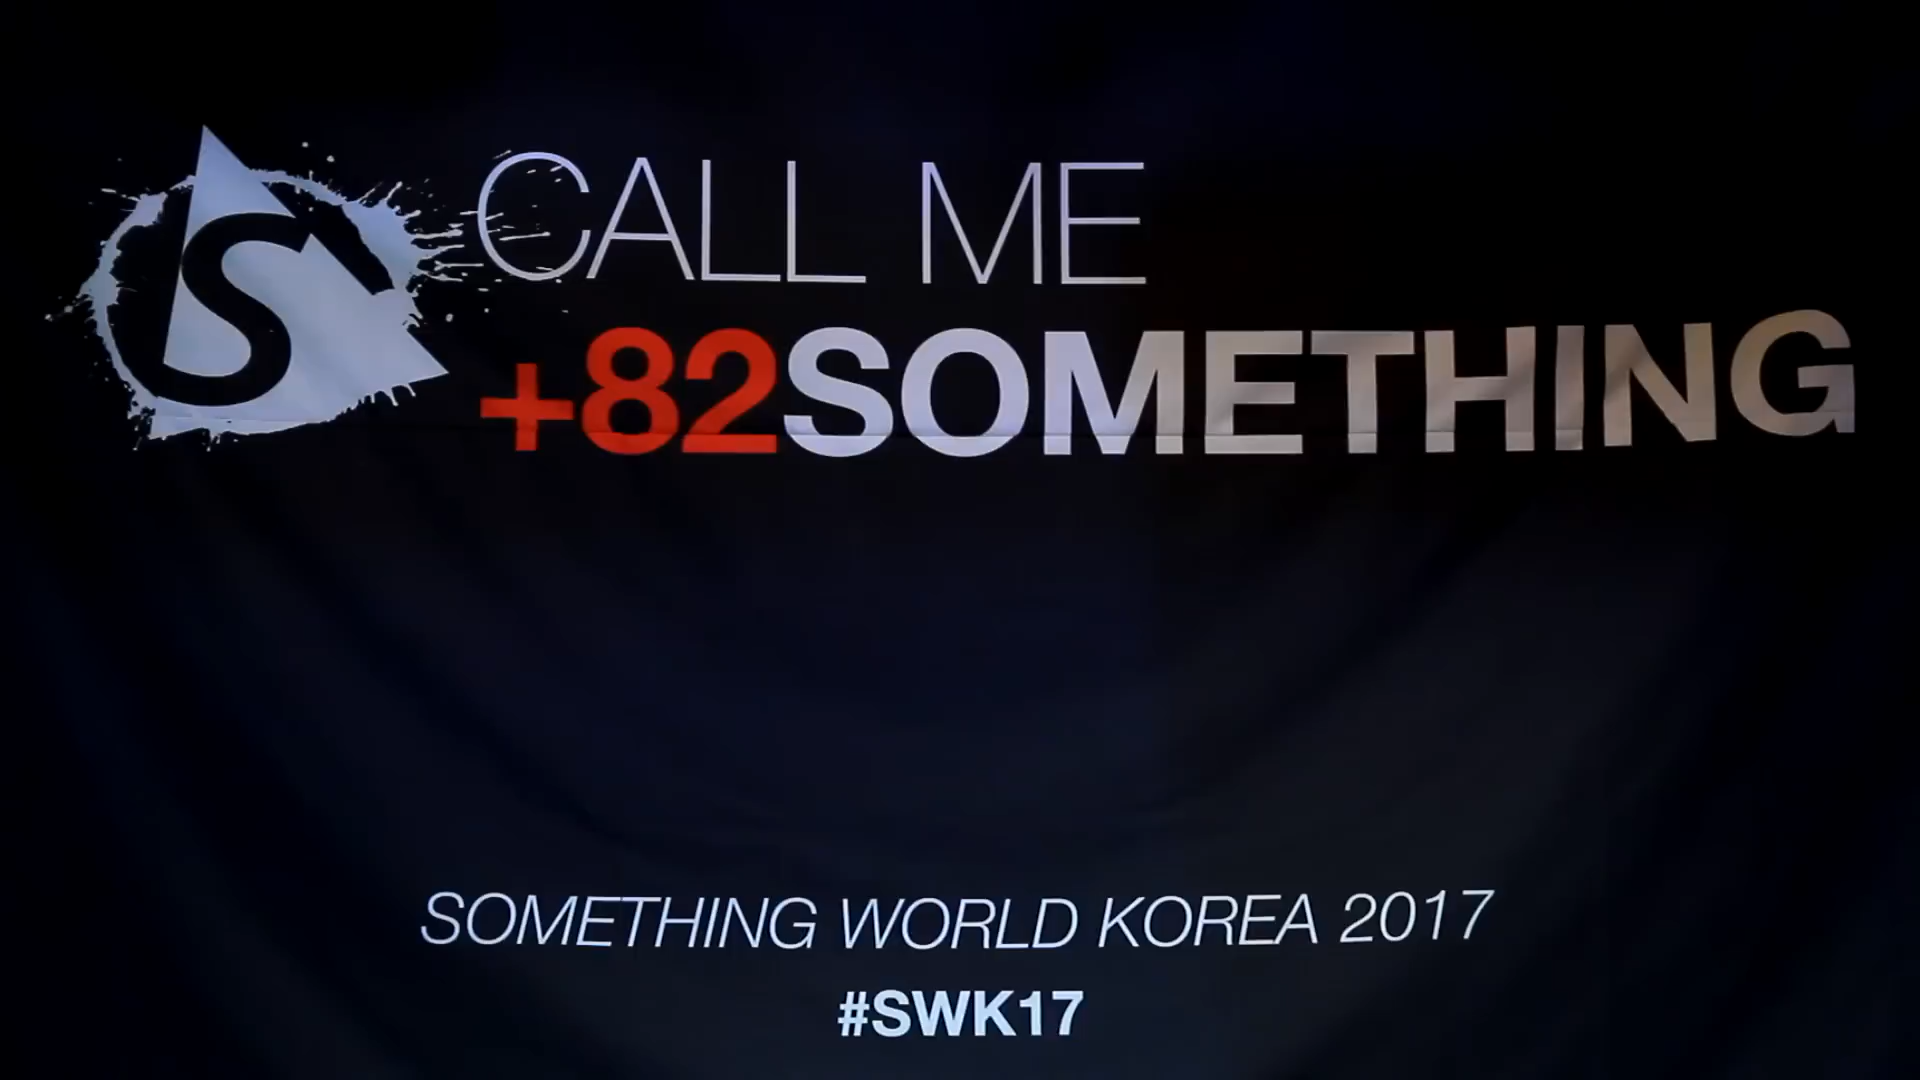 S
CALL ME
+82SOMETHING
SOMETHING WORLD KOREA 2017
#SWK17